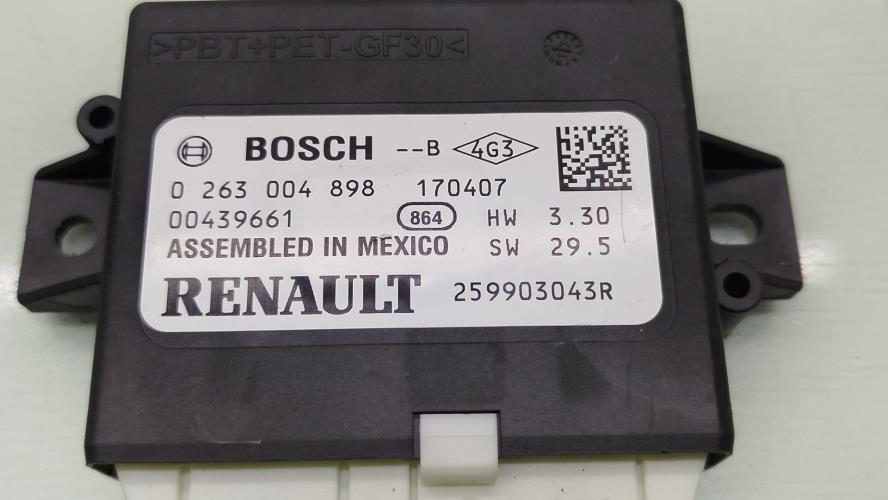 >PBT+PET-GF30<
BOSCH --B 4G3
0 263 004 898 170407
00439661 864 HW 3.30
ASSEMBLED IN MEXICO SW 29.5
RENAULT 259903043R